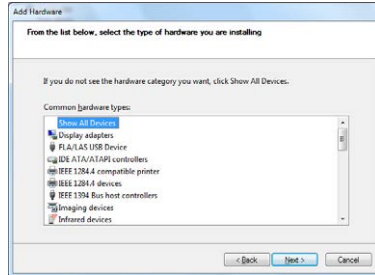 Add Hardware
From the list below, select the type of hardware you are installing
If you do not see the hardware category you want, click Show All Devices.
Common hardware types:
Show All Devices
Display adapters
FLA/LAS USB Device
IDE ATA/ATAPI controllers
IEEE 1284.4 compatible printer
IEEE 1284.4 devices
IEEE 1394 Bus host controllers
Imaging devices
Infrared devices
< Back Next > Cancel